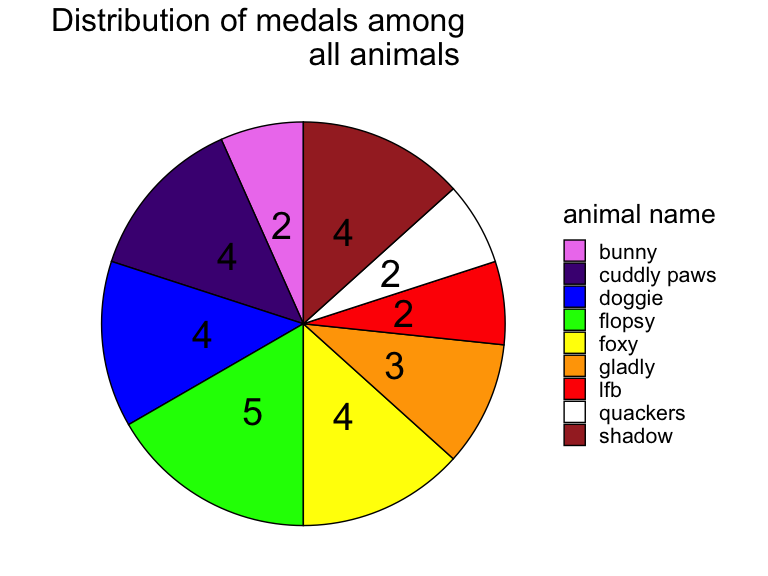 Distribution of medals among
all animals
2
4
4
2
2
4
3
5
4
animal name
bunny
cuddly paws
doggie
flopsy
foxy
gladly
lfb
quackers
shadow